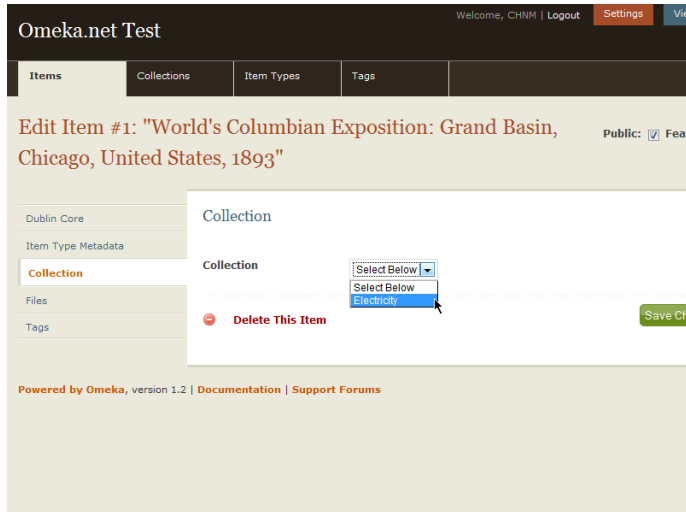 Welcome, CHNM | Logout
Settings
Omeka.net Test
Items
Collections
Item Types
Tags
Edit Item #1: "World's Columbian Exposition: Grand Basin,
Chicago, United States, 1893"
Public:
Dublin Core
Item Type Metadata
Collection
Files
Tags
Collection
Collection
Select Below
Select Below
Electricity
Delete This Item
Save
Powered by Omeka, version 1.2 | Documentation | Support Forums